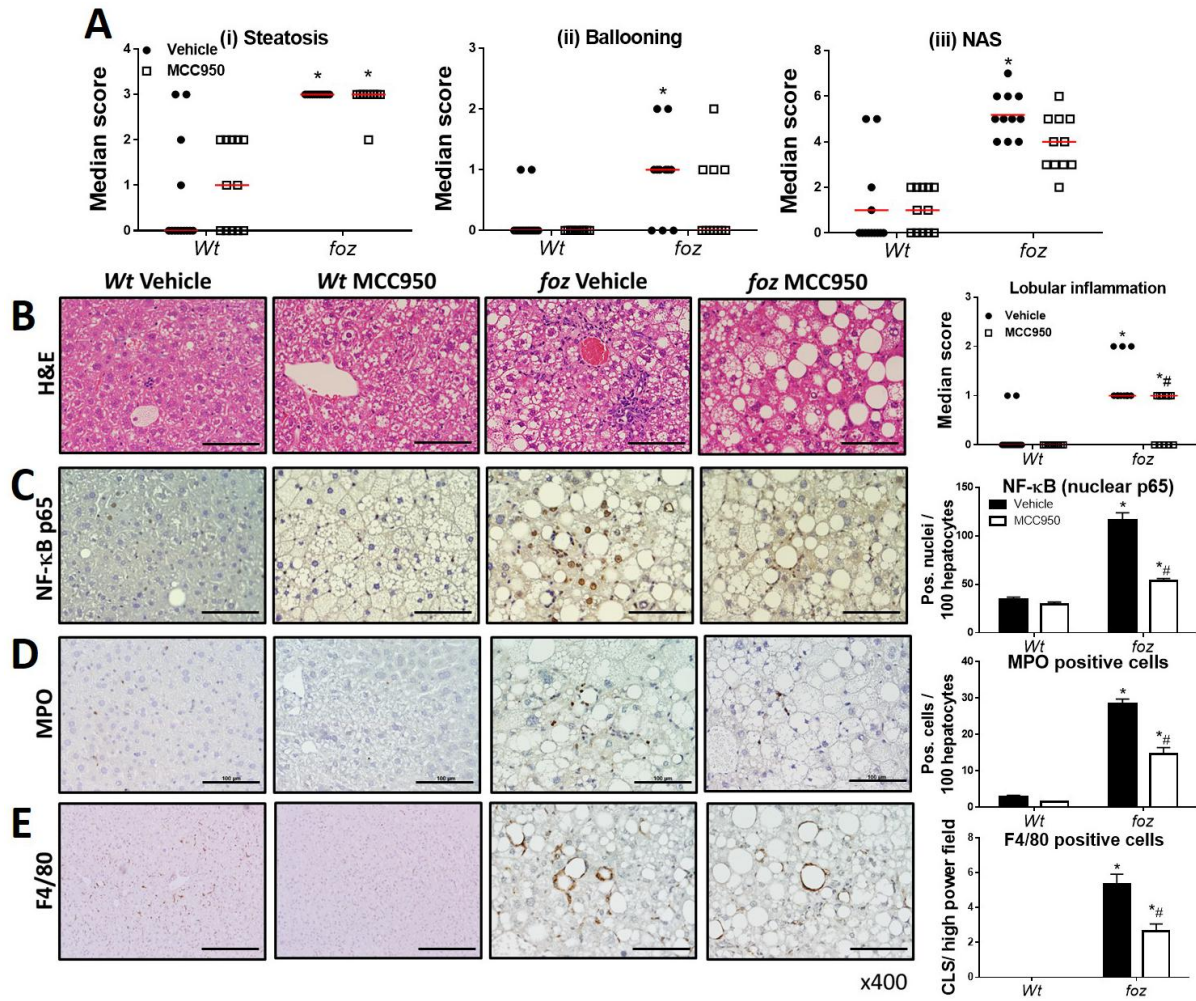 A
(i) Steatosis
Vehicle
MCC950
Median score
4
3
2
1
0
*
*
Wt
foz
(ii) Ballooning
Median score
3
2
1
0
*
Wt
foz
(iii) NAS
Median score
8
6
4
2
0
*
Wt
foz
Wt Vehicle
Wt MCC950
foz Vehicle
foz MCC950
B
H&E
Lobular inflammation
Vehicle
MCC950
Median score
3
2
1
0
*
*#
Wt
foz
C
NF-κB p65
NF-κB (nuclear p65)
Vehicle
MCC950
Pos. nuclei /
100 hepatocytes
150
100
50
0
*
*#
Wt
foz
D
MPO
100 µm
100 µm
100 µm
100 µm
MPO positive cells
Pos. cells /
100 hepatocytes
40
30
20
10
0
*
*#
Wt
foz
E
F4/80
F4/80 positive cells
CLS/ high power field
8
6
4
2
0
*
*#
Wt
foz
x400